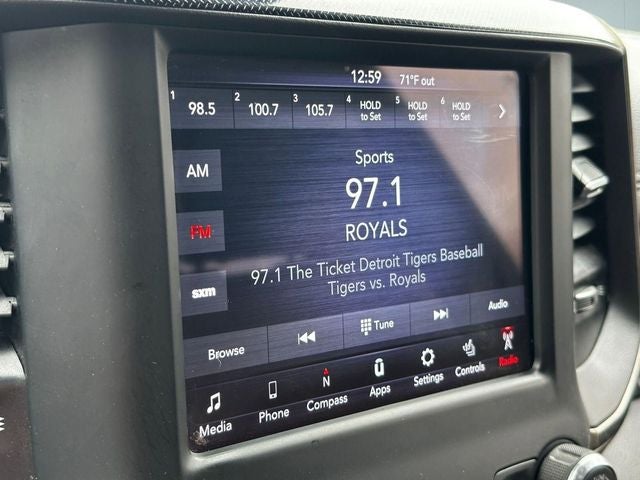 12:59 71°F out
1 98.5 2 100.7 3 105.7 4 HOLD to Set 5 HOLD to Set 6 HOLD to Set
AM
FM
sxm
Sports
97.1
ROYALS
97.1 The Ticket Detroit Tigers Baseball
Tigers vs. Royals
Browse Tune Audio
Media Phone N Compass Apps Settings Controls Radio